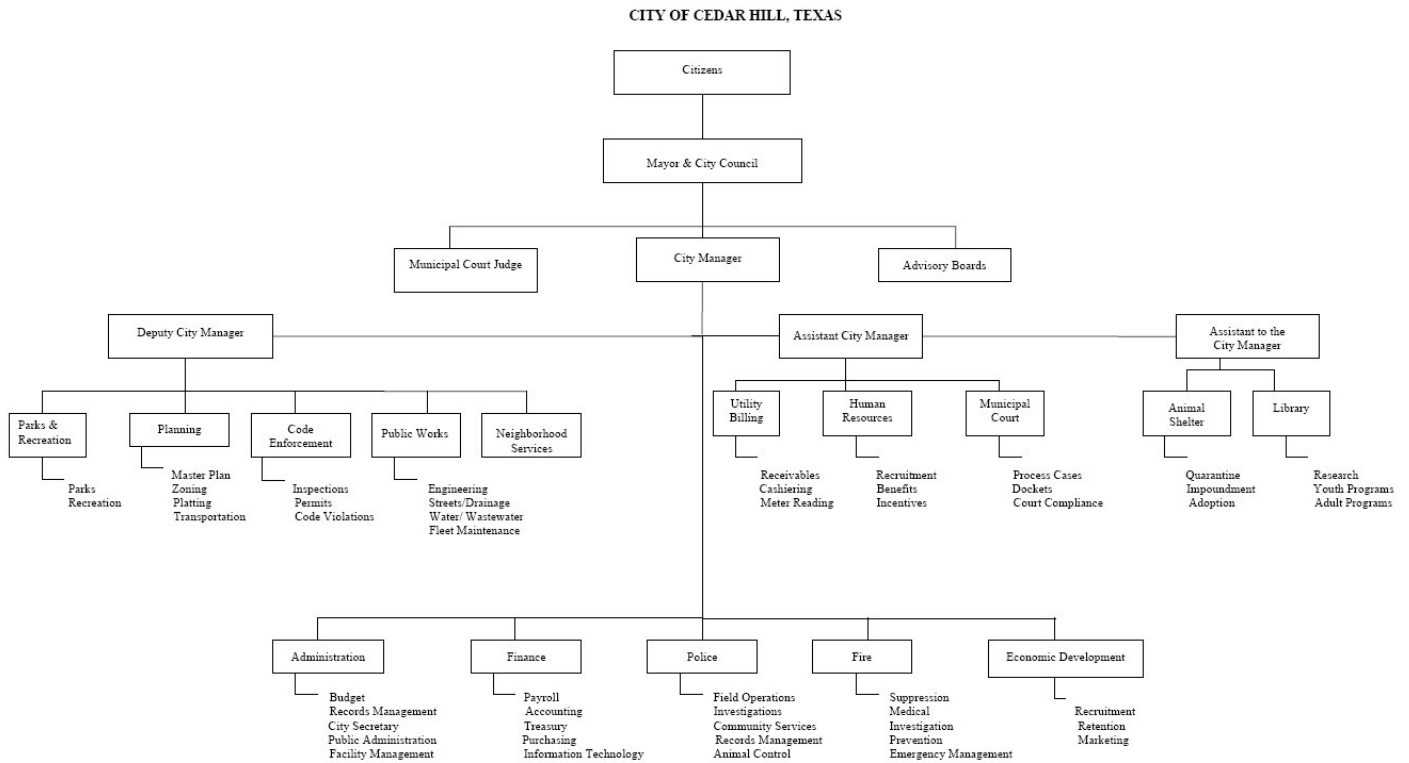 CITY OF CEDAR HILL, TEXAS
Citizens
Mayor & City Council
Municipal Court Judge
City Manager
Advisory Boards
Deputy City Manager
Assistant City Manager
Assistant to the
City Manager
Parks &
Recreation
Planning
Code
Enforcement
Public Works
Neighborhood
Services
Utility
Billing
Human
Resources
Municipal
Court
Animal
Shelter
Library
Parks
Recreation
Master Plan
Zoning
Platting
Transportation
Inspections
Permits
Code Violations
Engineering
Streets/Drainage
Water/ Wastewater
Fleet Maintenance
Receivables
Cashiering
Meter Reading
Recruitment
Benefits
Incentives
Process Cases
Dockets
Court Compliance
Quarantine
Impoundment
Adoption
Research
Youth Programs
Adult Programs
Administration
Finance
Police
Fire
Economic Development
Budget
Records Management
City Secretary
Public Administration
Facility Management
Payroll
Accounting
Treasury
Purchasing
Information Technology
Field Operations
Investigations
Community Services
Records Management
Animal Control
Suppression
Medical
Investigation
Prevention
Emergency Management
Recruitment
Retention
Marketing